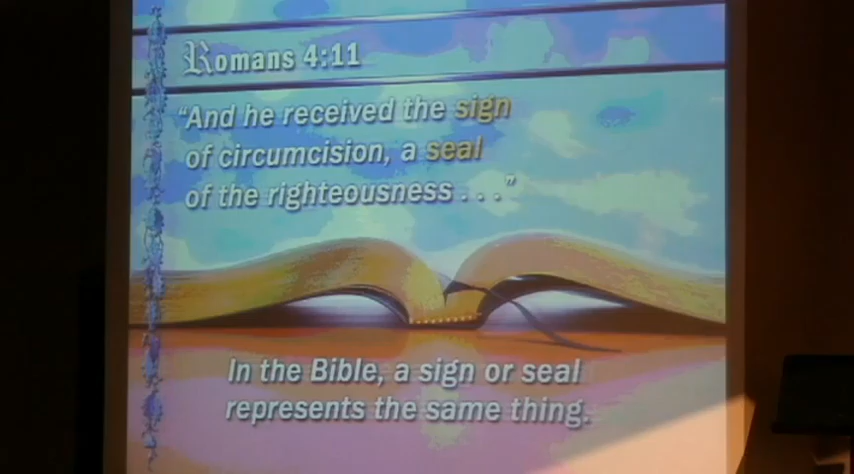 Romans 4:11
“And he received the sign
of circumcision, a seal
of the righteousness . . .”
In the Bible, a sign or seal
represents the same thing.